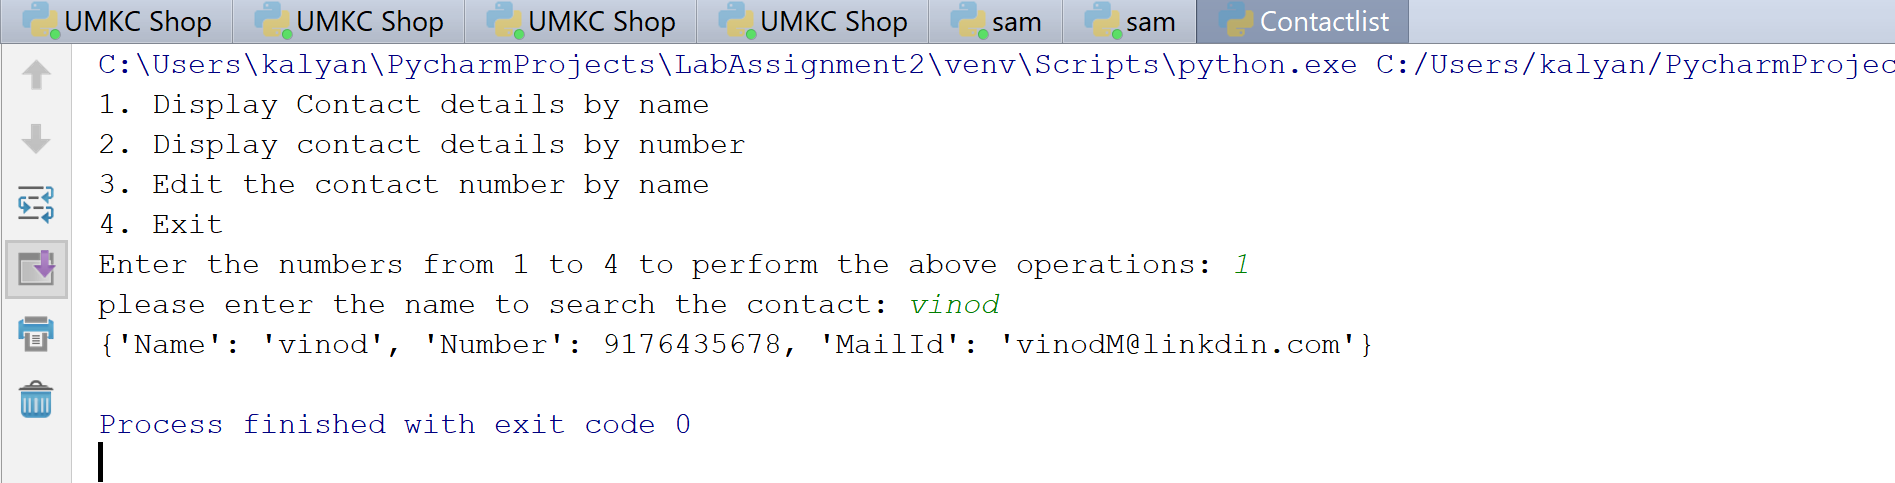 UMKC Shop UMKC Shop UMKC Shop UMKC Shop sam sam Contactlist
C:\Users\kalyan\PycharmProjects\LabAssignment2\venv\Scripts\python.exe C:/Users/kalyan/PycharmProjec
1. Display Contact details by name
2. Display contact details by number
3. Edit the contact number by name
4. Exit
Enter the numbers from 1 to 4 to perform the above operations: 1
please enter the name to search the contact: vinod
{'Name': 'vinod', 'Number': 9176435678, 'MailId': 'vinodM@linkdin.com'}
Process finished with exit code 0